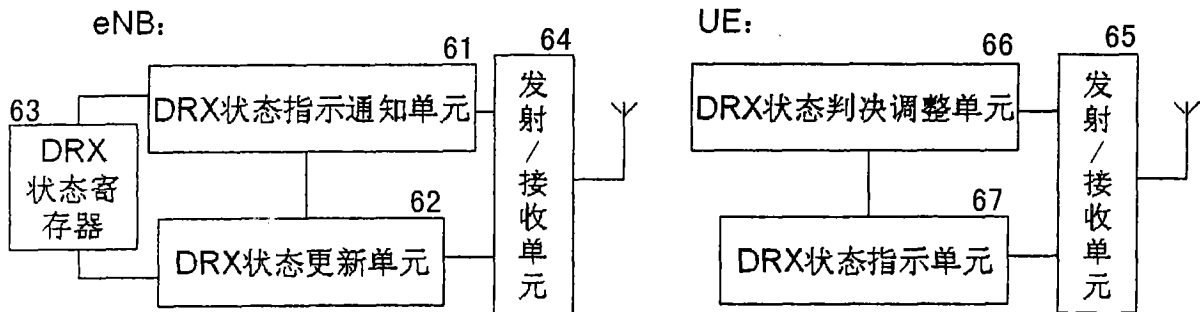 eNB:
61
DRX状态指示通知单元
63
DRX
状态寄
存器
62
DRX状态更新单元
64
发
射
/
接
收
单
元
UE:
66
DRX状态判决调整单元
67
DRX状态指示单元
65
发
射
/
接
收
单
元